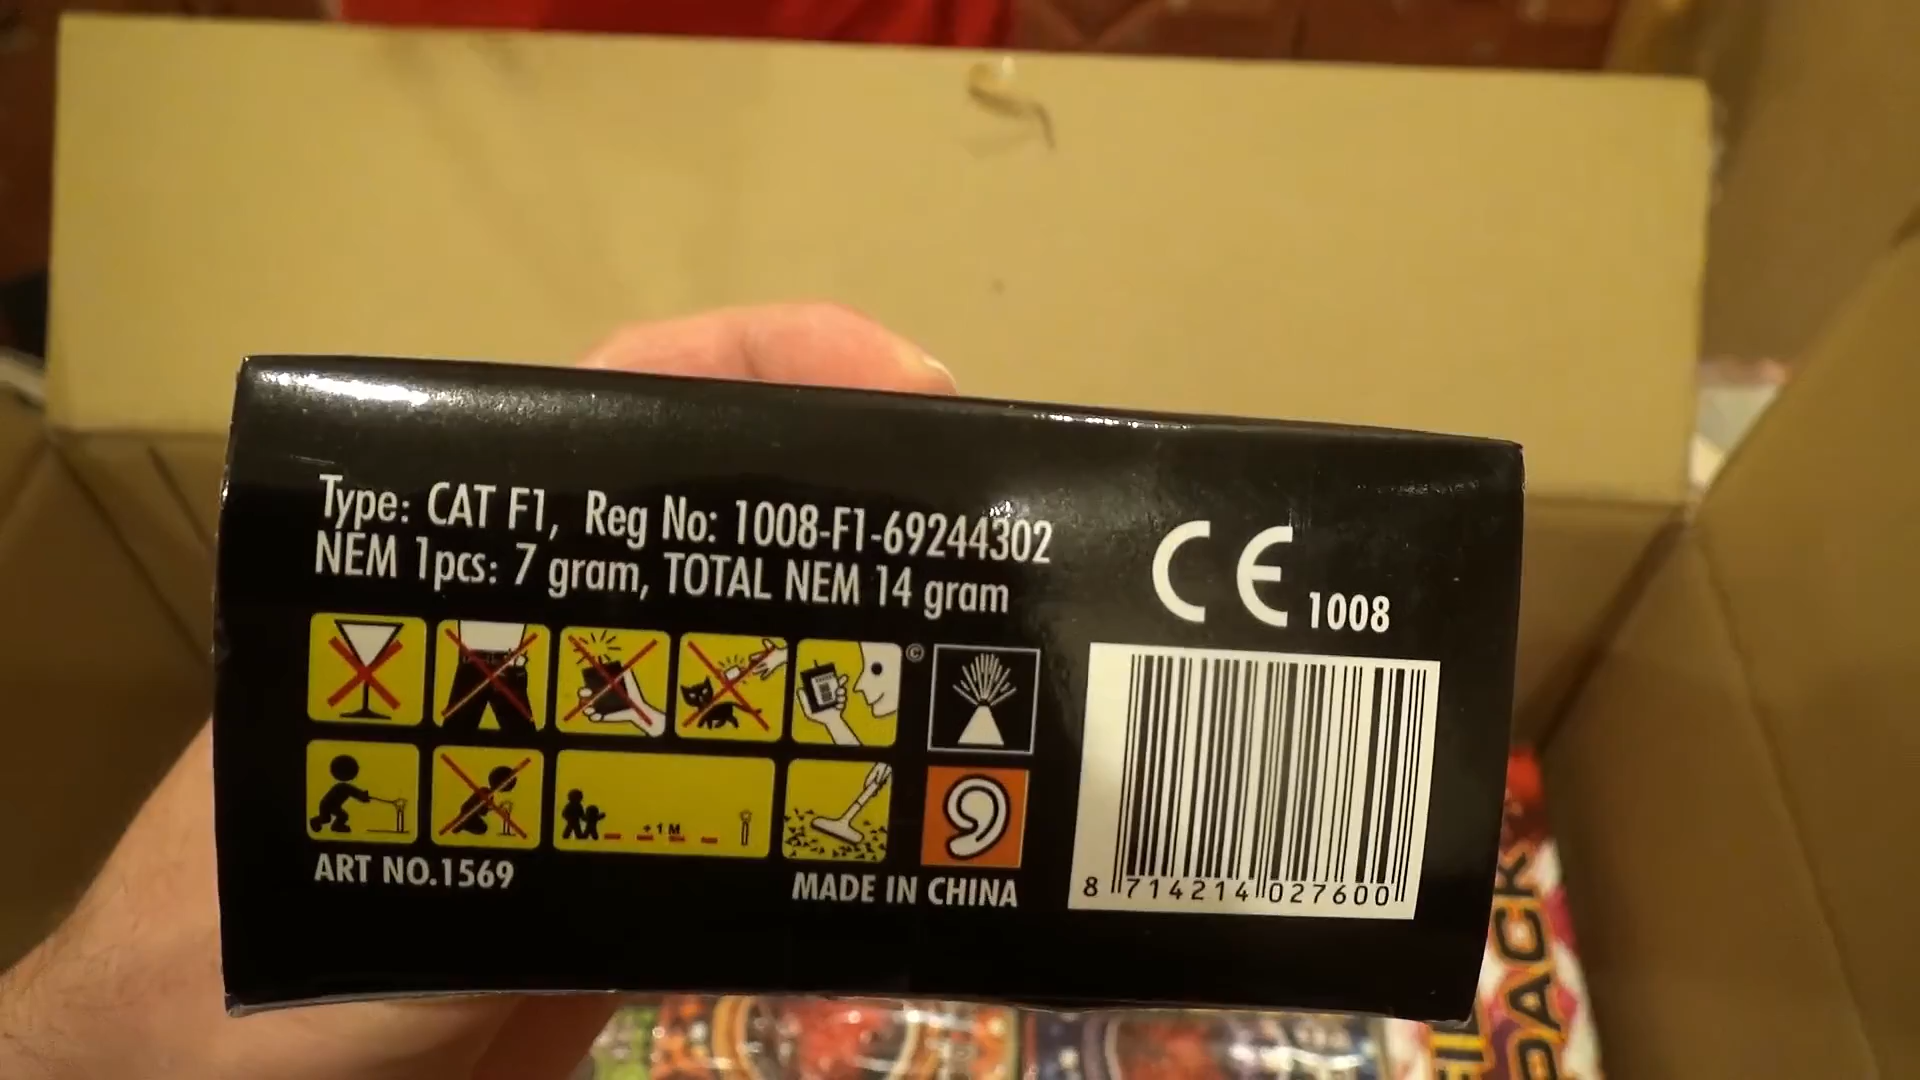 Type: CAT F1, Reg No: 1008-F1-69244302
NEM 1pcs: 7 gram, TOTAL NEM 14 gram
CE 1008
©
+1M
ART NO.1569
MADE IN CHINA
8 714214 027600
PACK